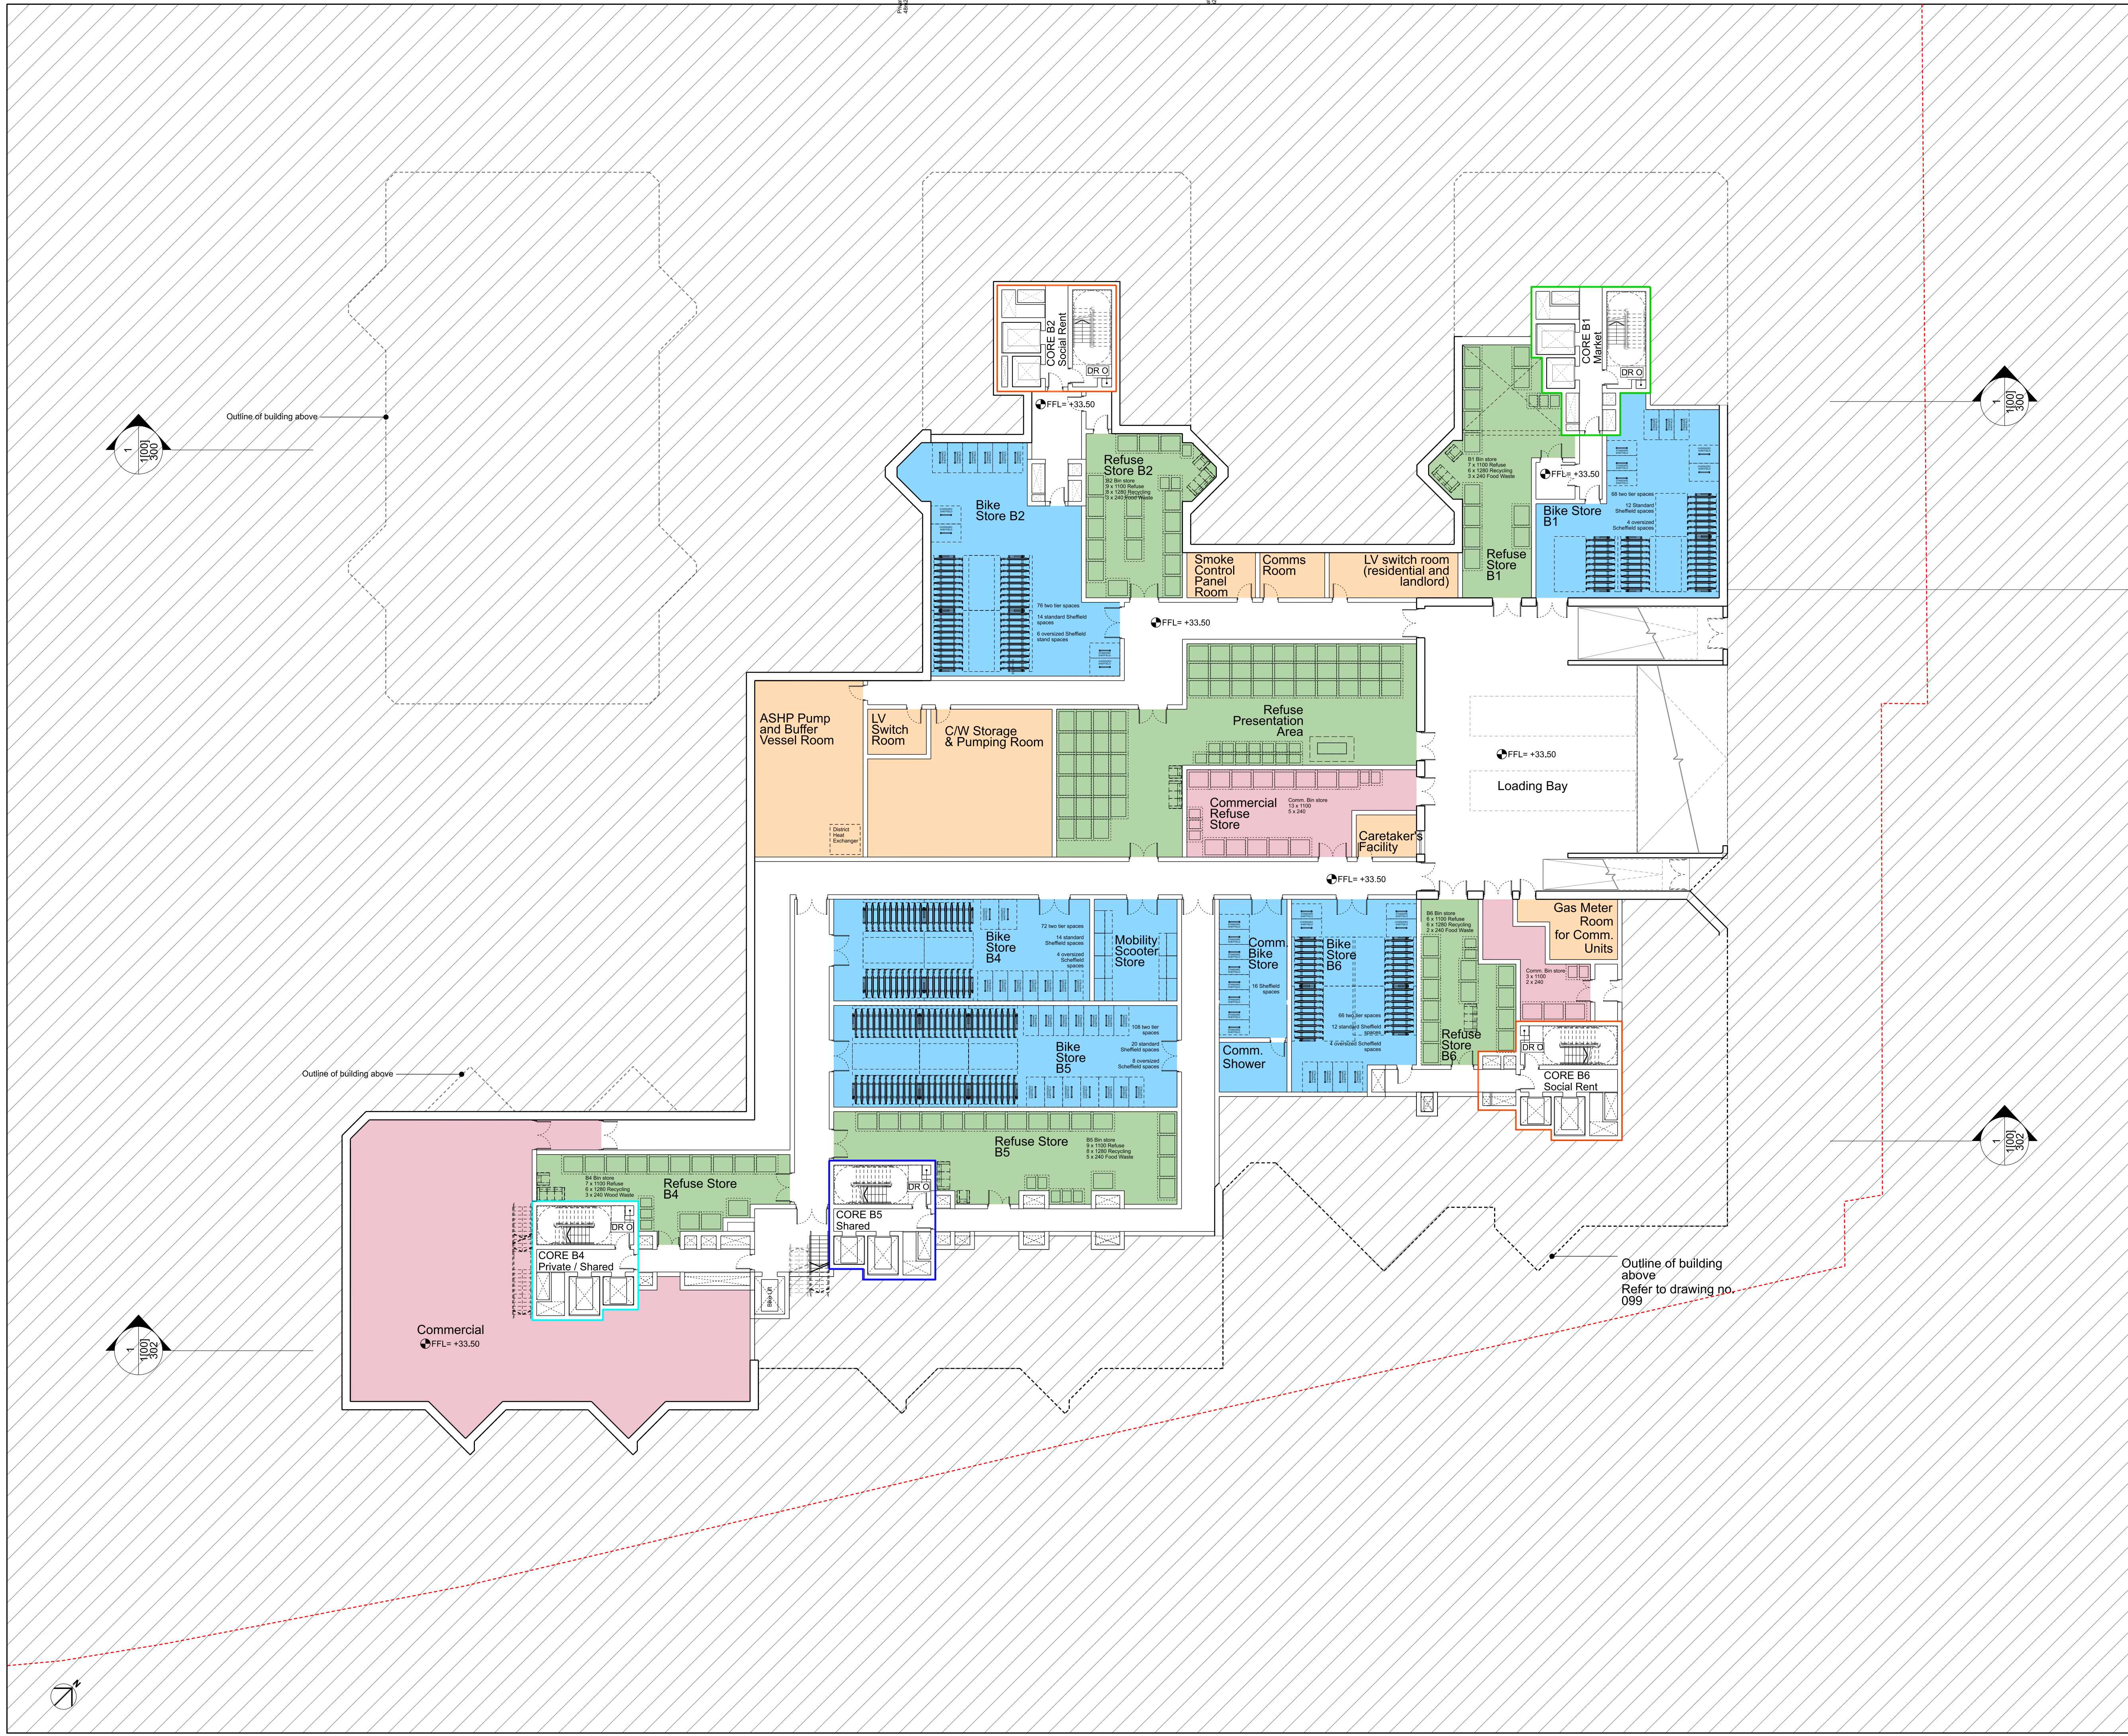 Outline of building above
1
1[00]
300
CORE B2
Social Rent
DR O
FFL= +33.50
CORE B1
Market
DR O
1
1[00]
300
Refuse
Store B2
B2 Bin store
9 x 1100 Refuse
8 x 1280 Recycling
3 x 240 Food Waste
Bike
Store B2
76 two tier spaces
14 standard Sheffield
spaces
6 oversized Sheffield
stand spaces
B1 Bin store
7 x 1100 Refuse
6 x 1280 Recycling
3 x 240 Food Waste
FFL= +33.50
68 two tier spaces
12 Standard
Sheffield spaces
4 oversized
Scheffield spaces
Bike Store
B1
Refuse
Store
B1
Smoke
Control
Panel
Room
Comms
Room
LV switch room
(residential and
landlord)
FFL= +33.50
ASHP Pump
and Buffer
Vessel Room
LV
Switch
Room
C/W Storage
& Pumping Room
District
Heat
Exchanger
Refuse
Presentation
Area
FFL= +33.50
Loading Bay
Commercial
Refuse
Store
Comm. Bin store
13 x 1100
5 x 240
Caretaker's
Facility
FFL= +33.50
Bike
Store
B4
72 two tier spaces
14 standard
Sheffield spaces
4 oversized
Scheffield
spaces
Mobility
Scooter
Store
Comm.
Bike
Store
16 Sheffield
spaces
Comm.
Shower
Bike
Store
B6
66 two tier spaces
12 standard Sheffield
spaces
4 oversized Scheffield
spaces
B6 Bin store
6 x 1100 Refuse
6 x 1280 Recycling
2 x 240 Food Waste
Refuse
Store
B6
Gas Meter
Room
for Comm.
Units
Comm. Bin store
3 x 1100
2 x 240
DR O
CORE B6
Social Rent
Bike
Store
B5
108 two tier
spaces
20 standard
Sheffield spaces
8 oversized
Scheffield spaces
Outline of building above
Refuse Store
B5
B5 Bin store
9 x 1100 Refuse
8 x 1280 Recycling
5 x 240 Food Waste
1
1[00]
302
B4 Bin store
7 x 1100 Refuse
6 x 1280 Recycling
3 x 240 Wood Waste
Refuse Store
B4
DR O
CORE B4
Private / Shared
DR O
CORE B5
Shared
Bike Lift
Commercial
FFL= +33.50
1
1[00]
302
Outline of building
above
Refer to drawing no.
099
N